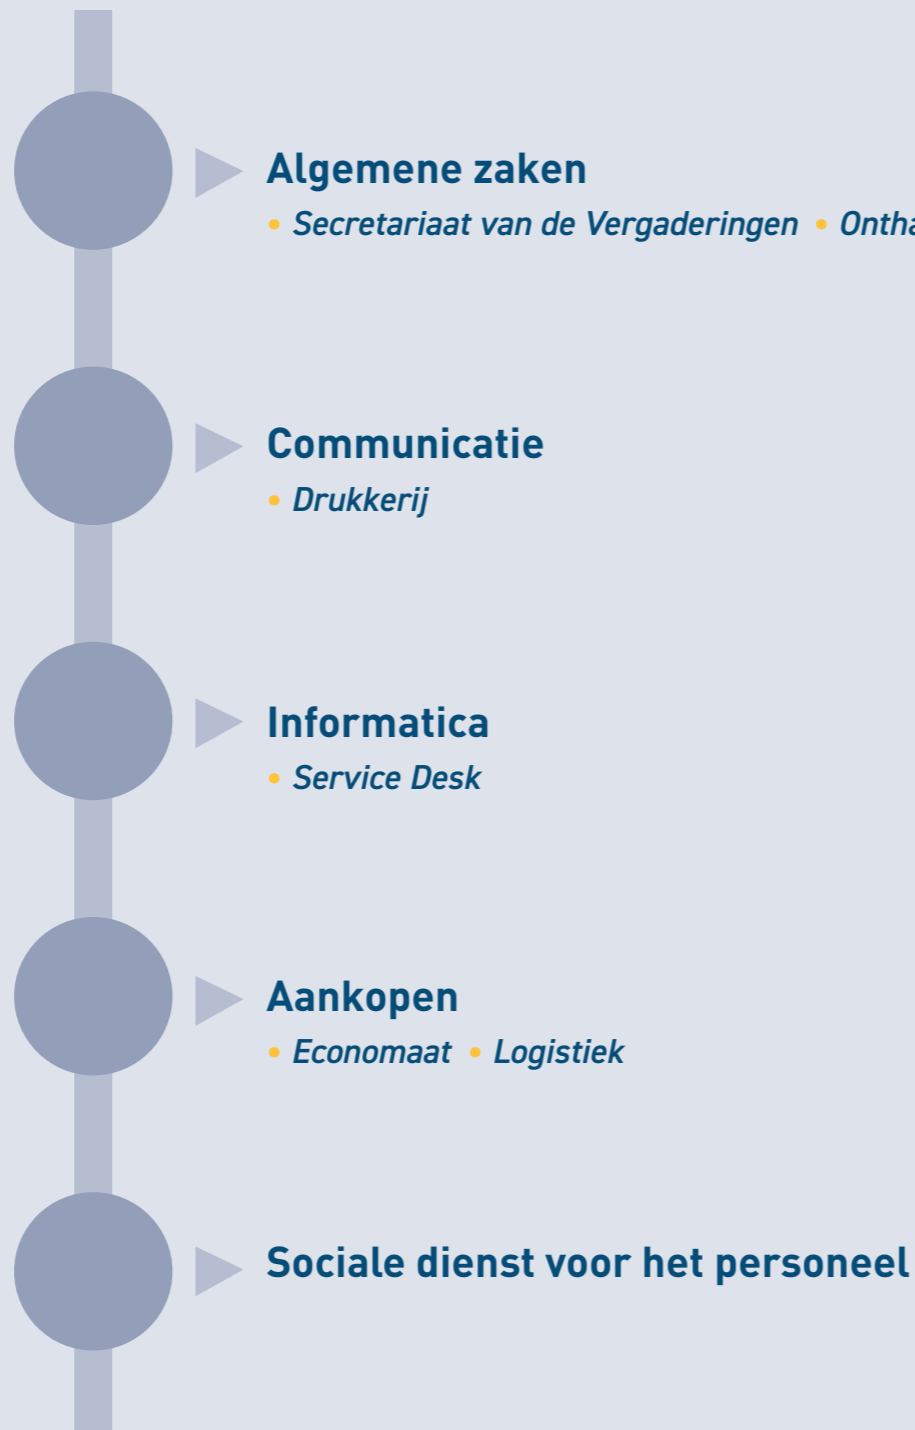 Algemene zaken
• Secretariaat van de Vergaderingen •
Communicatie
• Drukkerij
Informatica
• Service Desk
Aankopen
• Economaat • Logistiek
Sociale dienst voor het personeel